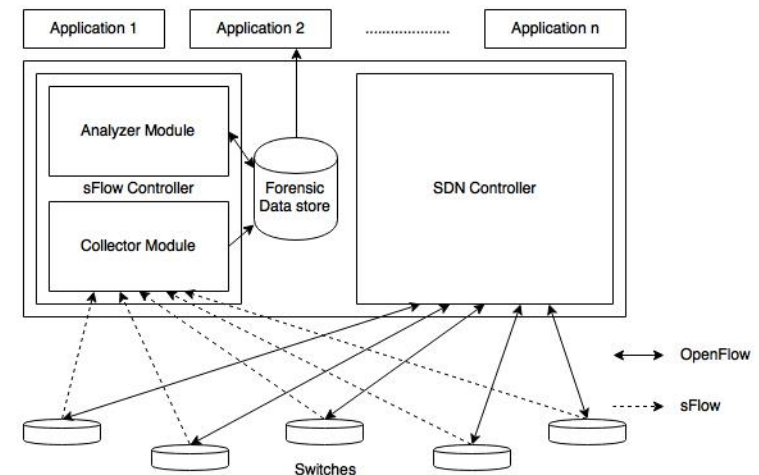 Application 1
Application 2
....................
Application n
Analyzer Module
sFlow Controller
Collector Module
Forensic
Data store
SDN Controller
OpenFlow
sFlow
Switches